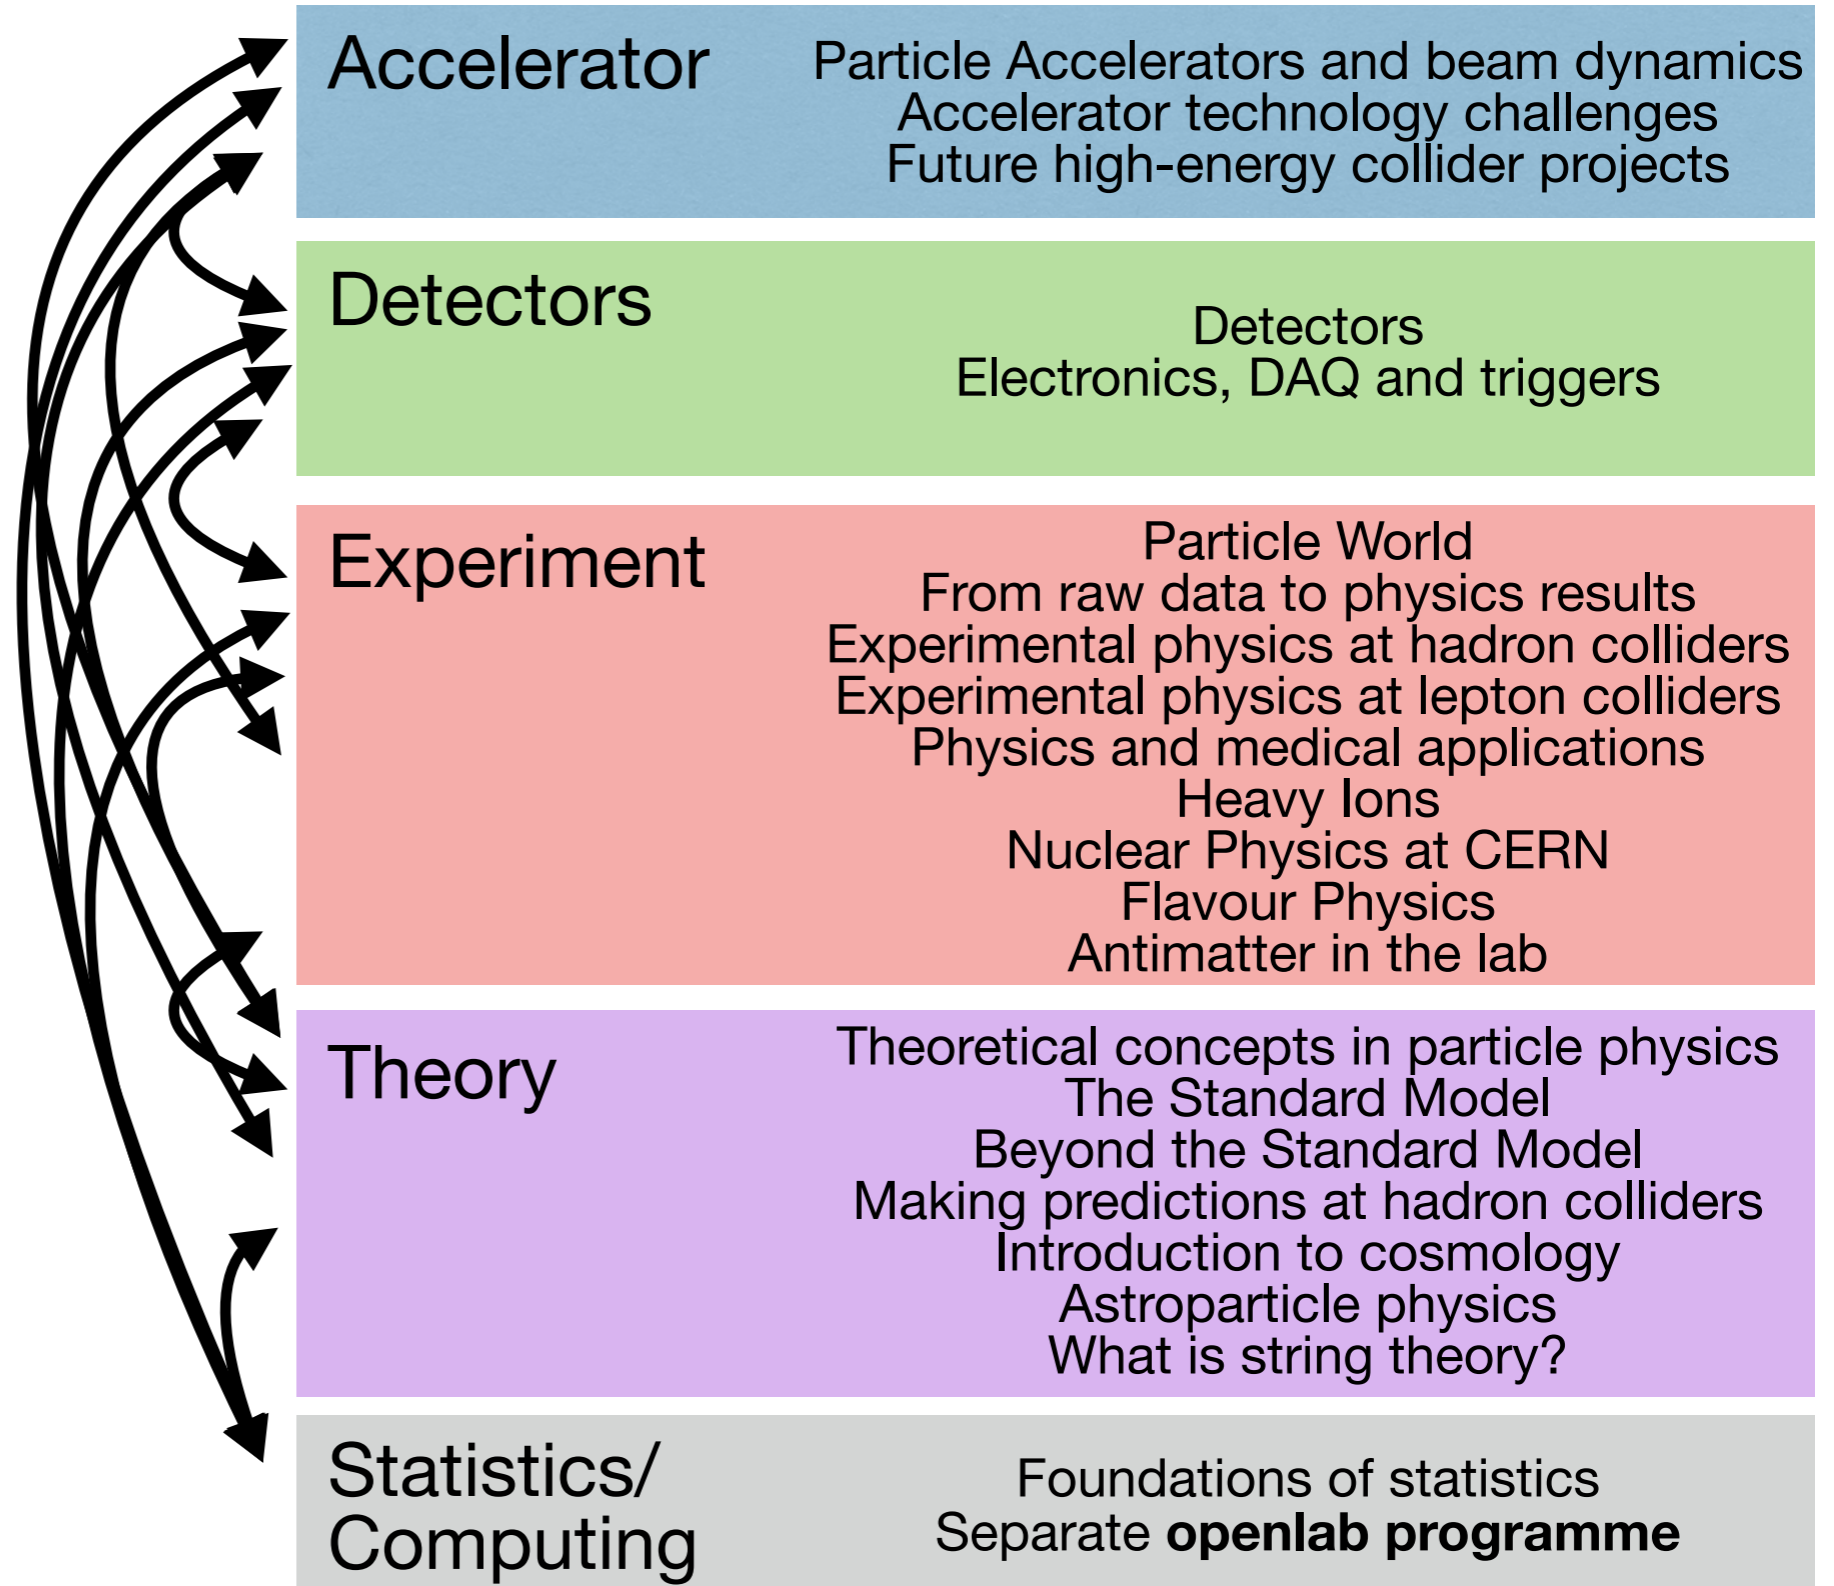 Accelerator
Particle Accelerators and beam dynamics
Accelerator technology challenges
Future high-energy collider projects
Detectors
Detectors
Electronics, DAQ and triggers
Experiment
Particle World
From raw data to physics results
Experimental physics at hadron colliders
Experimental physics at lepton colliders
Physics and medical applications
Heavy Ions
Nuclear Physics at CERN
Flavour Physics
Antimatter in the lab
Theory
Theoretical concepts in particle physics
The Standard Model
Beyond the Standard Model
Making predictions at hadron colliders
Introduction to cosmology
Astroparticle physics
What is string theory?
Statistics/
Computing
Foundations of statistics
Separate openlab programme